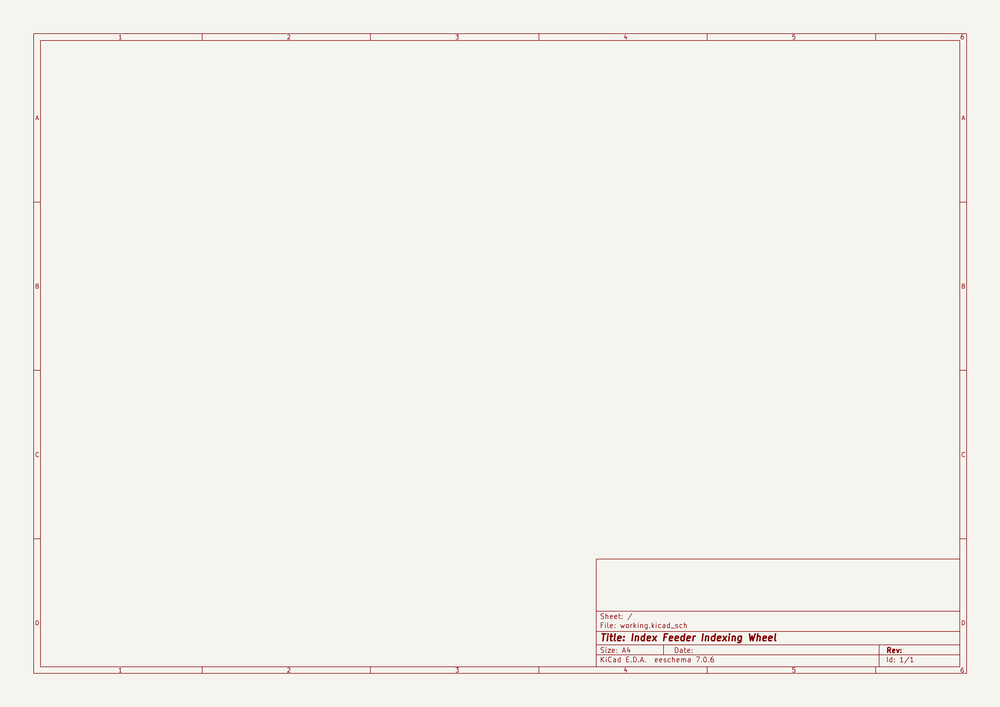 1 2 3 4 5 6
A A
B B
C C
D D
Sheet: /
File: working.kicad_sch
Title: Index Feeder Indexing Wheel
Size: A4 Date: Rev:
KiCad E.D.A. eeschema 7.0.6 Id: 1/1
1 2 3 4 5 6